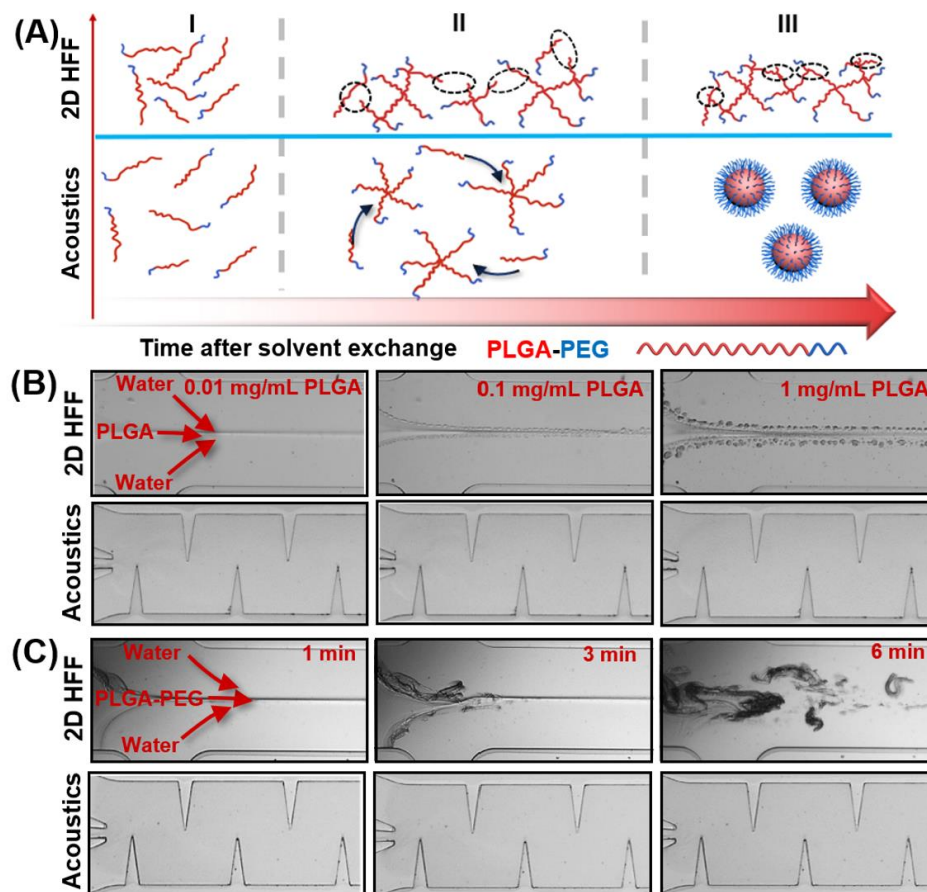 (A)
I
II
III
2D HFF
Acoustics
Time after solvent exchange
PLGA-PEG
(B)
2D HFF
Water
0.01 mg/mL PLGA
PLGA
Water
0.1 mg/mL PLGA
1 mg/mL PLGA
Acoustics
(C)
2D HFF
Water
1 min
PLGA-PEG
Water
3 min
6 min
Acoustics